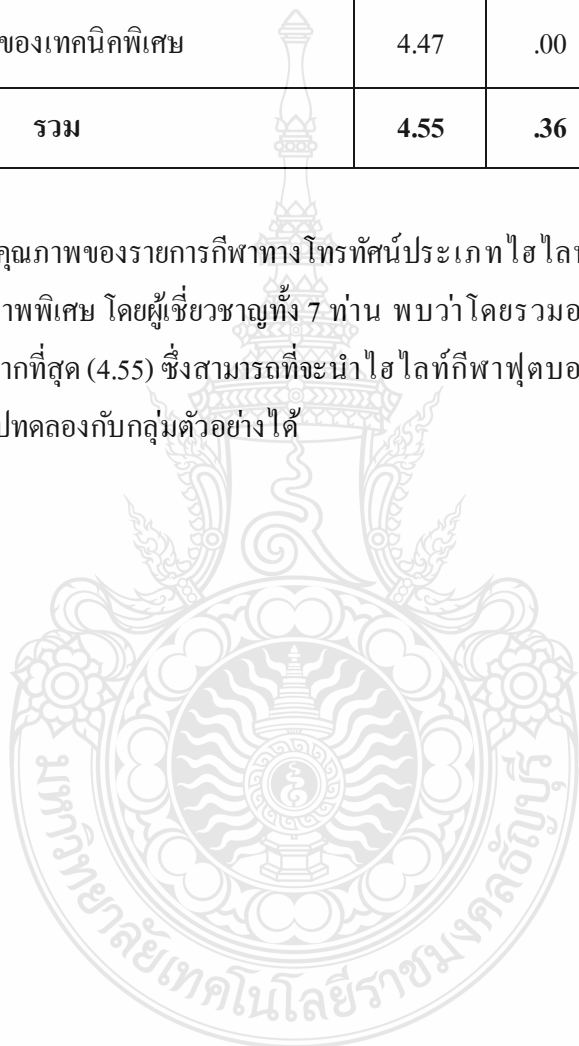 ของเทคนิคพิเศษ 4.47 .00
รวม 4.55 .36
คุณภาพของรายการกีฬาทางโทรทัศน์ประเภทไฮไลท
าพพิเศษ โดยผู้เชี่ยวชาญทั้ง 7 ท่าน พบว่าโดยรวมอ
ากที่สุด (4.55) ซึ่งสามารถที่จะนำไฮไลท์กีฬาฟุตบอ
ปทดลองกับกลุ่มตัวอย่างได้
มหาวิทยาลัยเทคโนโลยีราชมงคลธัญบุรี